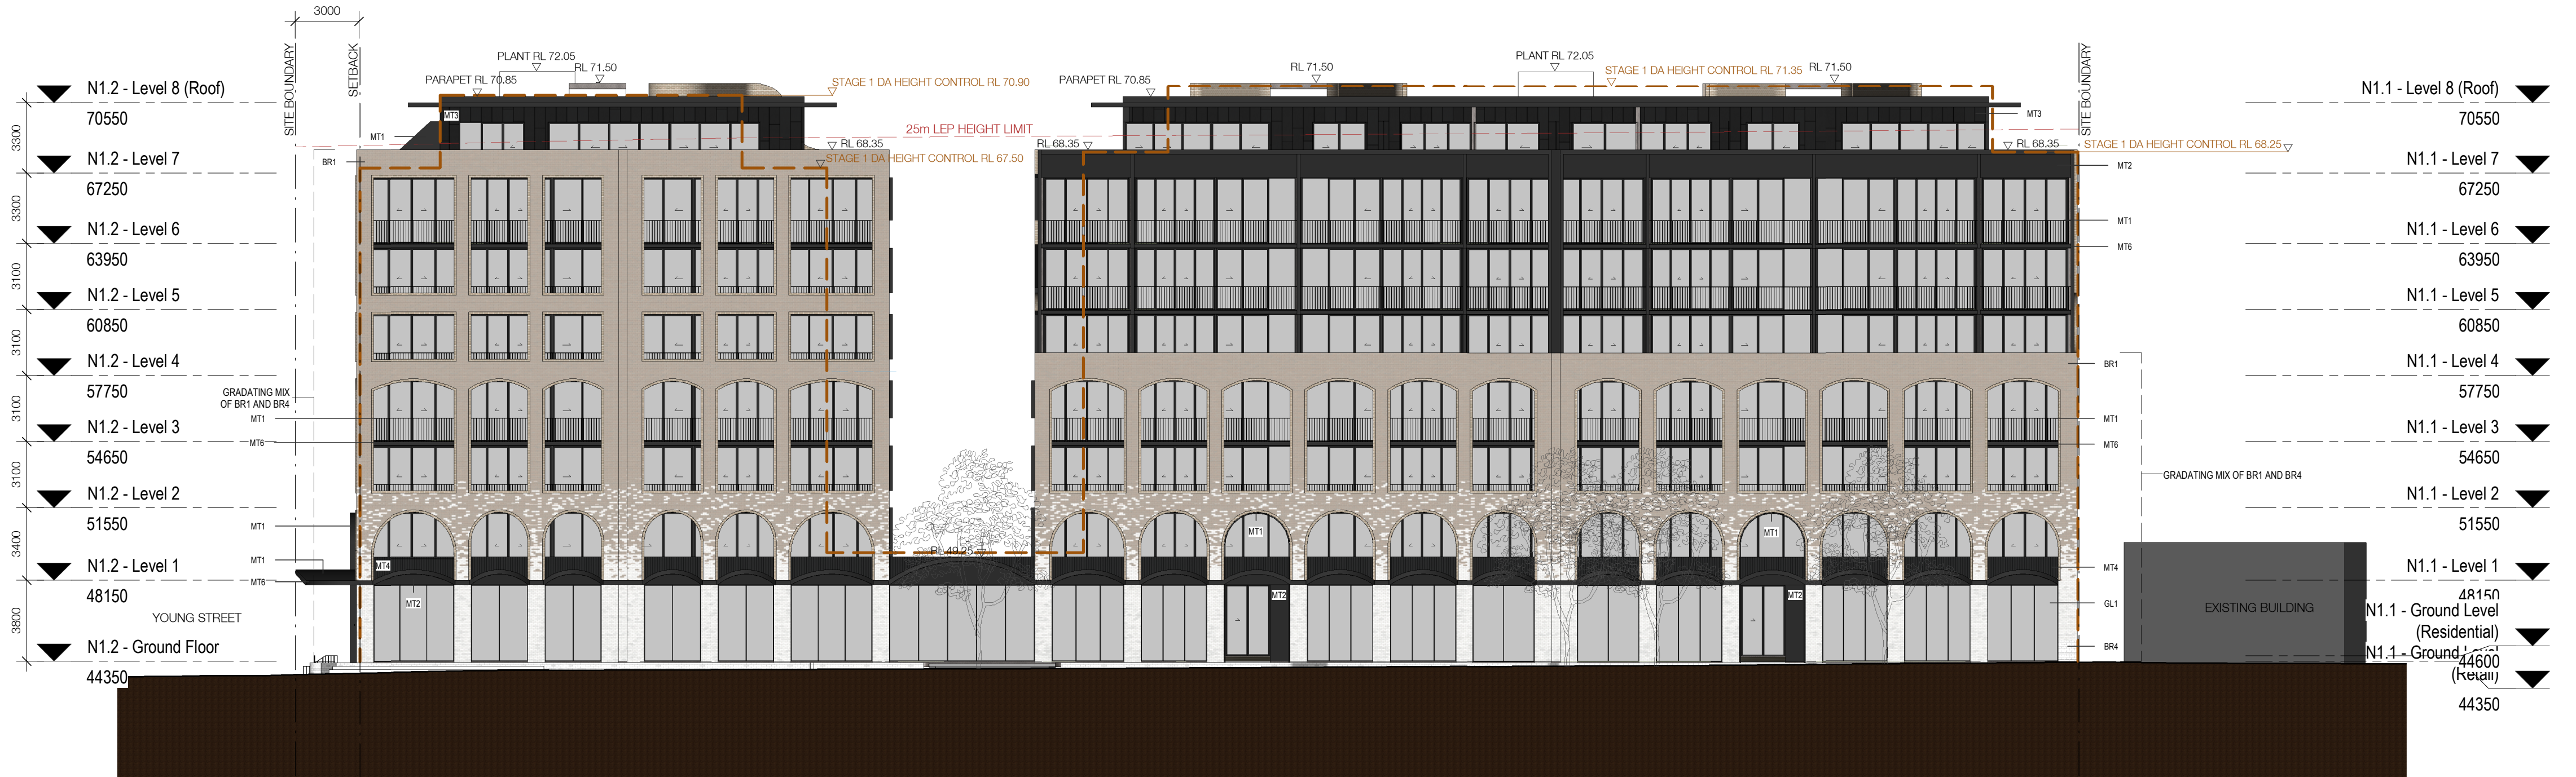 3000
SITE BOUNDARY
SETBACK
PLANT RL 72.05
RL 71.50
PARAPET RL 70.85
STAGE 1 DA HEIGHT CONTROL RL 70.90
25m LEP HEIGHT LIMIT
RL 68.35
STAGE 1 DA HEIGHT CONTROL RL 67.50
RL 68.35
PARAPET RL 70.85
RL 71.50
PLANT RL 72.05
STAGE 1 DA HEIGHT CONTROL RL 71.35
RL 71.50
SITE BOUNDARY
RL 68.35
STAGE 1 DA HEIGHT CONTROL RL 68.25
N1.2 - Level 8 (Roof)
70550
3300
N1.2 - Level 7
67250
3300
N1.2 - Level 6
63950
3100
N1.2 - Level 5
60850
3100
N1.2 - Level 4
57750
3100
N1.2 - Level 3
54650
3100
N1.2 - Level 2
51550
3400
N1.2 - Level 1
48150
3800
N1.2 - Ground Floor
44350
MT3
MT1
BR1
GRADATING MIX
OF BR1 AND BR4
MT1
MT6
MT1
MT1
MT6
MT4
MT2
YOUNG STREET
RL 49.25
MT1
MT2
MT1
MT2
MT3
MT2
MT1
MT6
BR1
MT1
MT6
GRADATING MIX OF BR1 AND BR4
MT4
GL1
BR4
EXISTING BUILDING
N1.1 - Level 8 (Roof)
70550
N1.1 - Level 7
67250
N1.1 - Level 6
63950
N1.1 - Level 5
60850
N1.1 - Level 4
57750
N1.1 - Level 3
54650
N1.1 - Level 2
51550
N1.1 - Level 1
48150
N1.1 - Ground Level
(Residential)
44600
N1.1 - Ground Level
(Retail)
44350